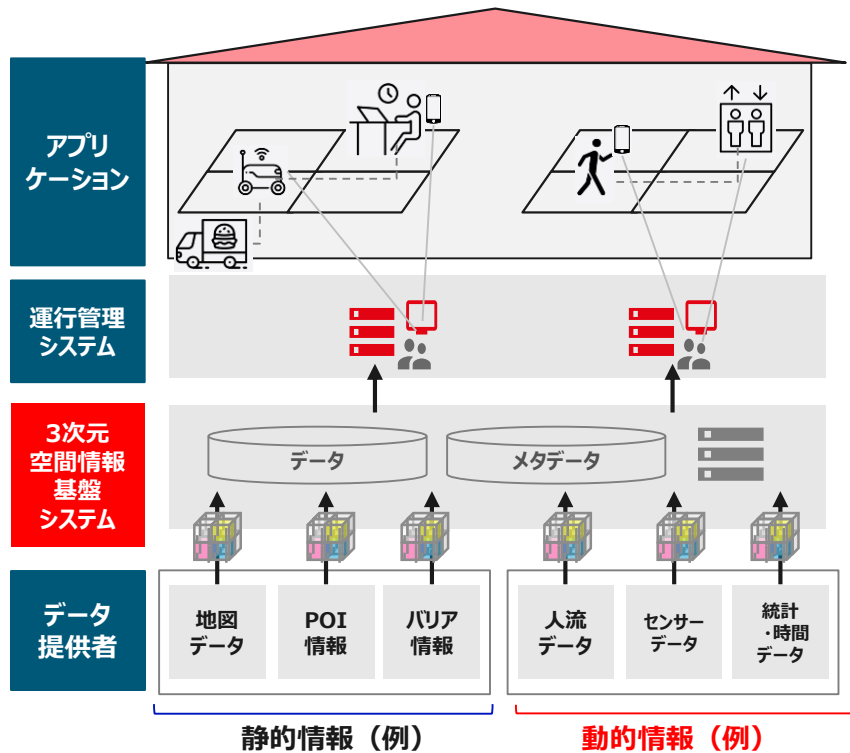 アプリ
ケーション
運行管理
システム
3次元
空間情報
基盤
システム
データ
メタデータ
データ
提供者
地図
データ
POI
情報
バリア
情報
人流
データ
センサー
データ
統計
・時間
データ
静的情報（例）
動的情報（例）